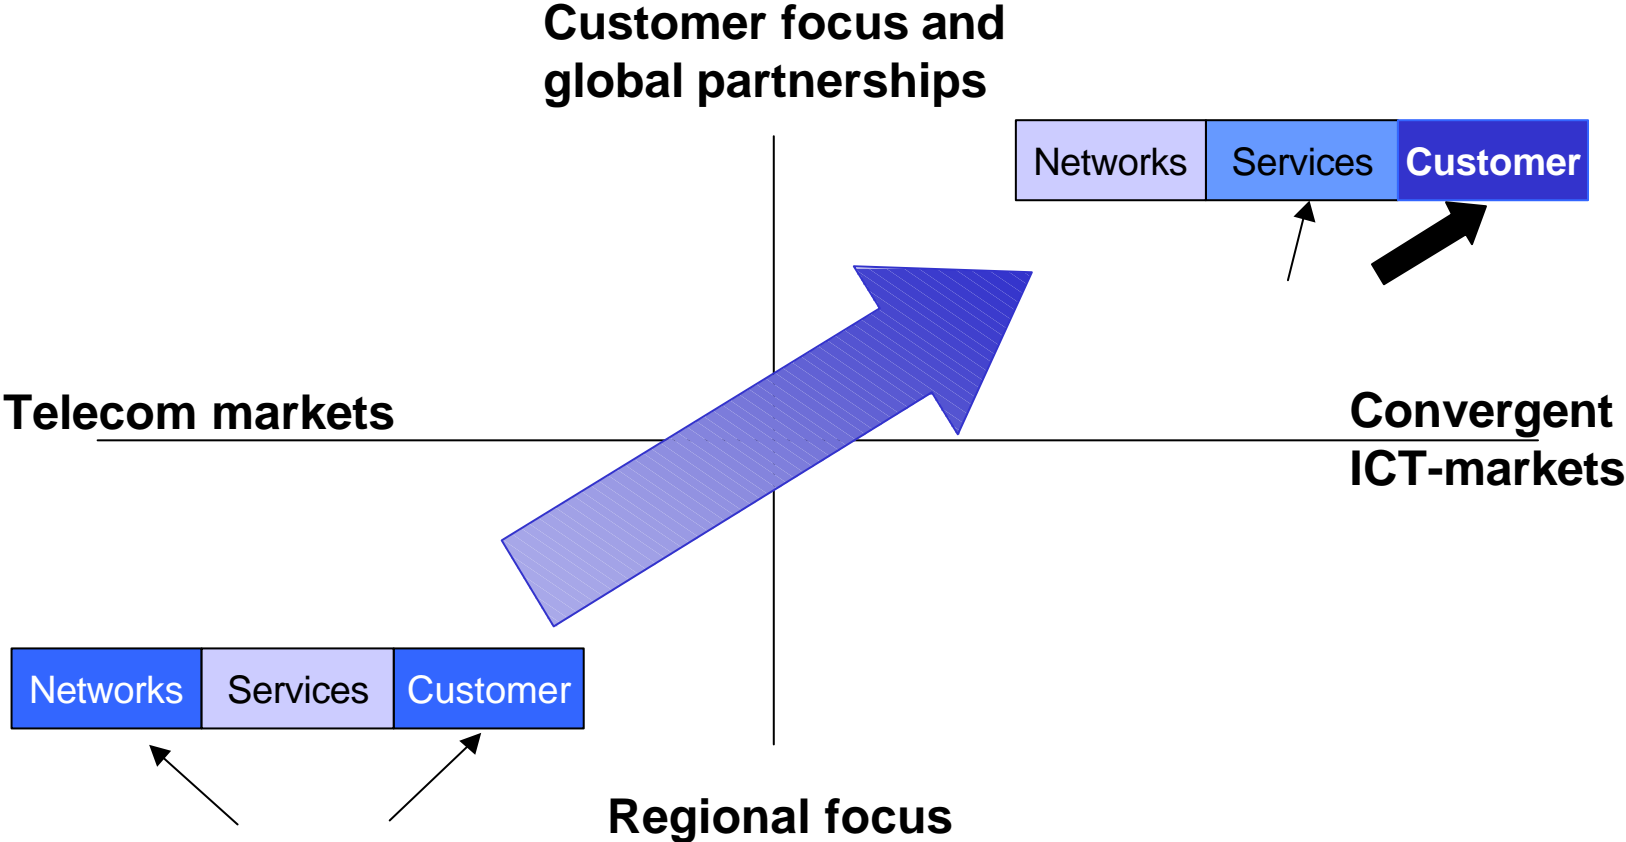 Customer focus and
global partnerships
Networks Services Customer
Telecom markets
Convergent
ICT-markets
Networks Services Customer
Regional focus